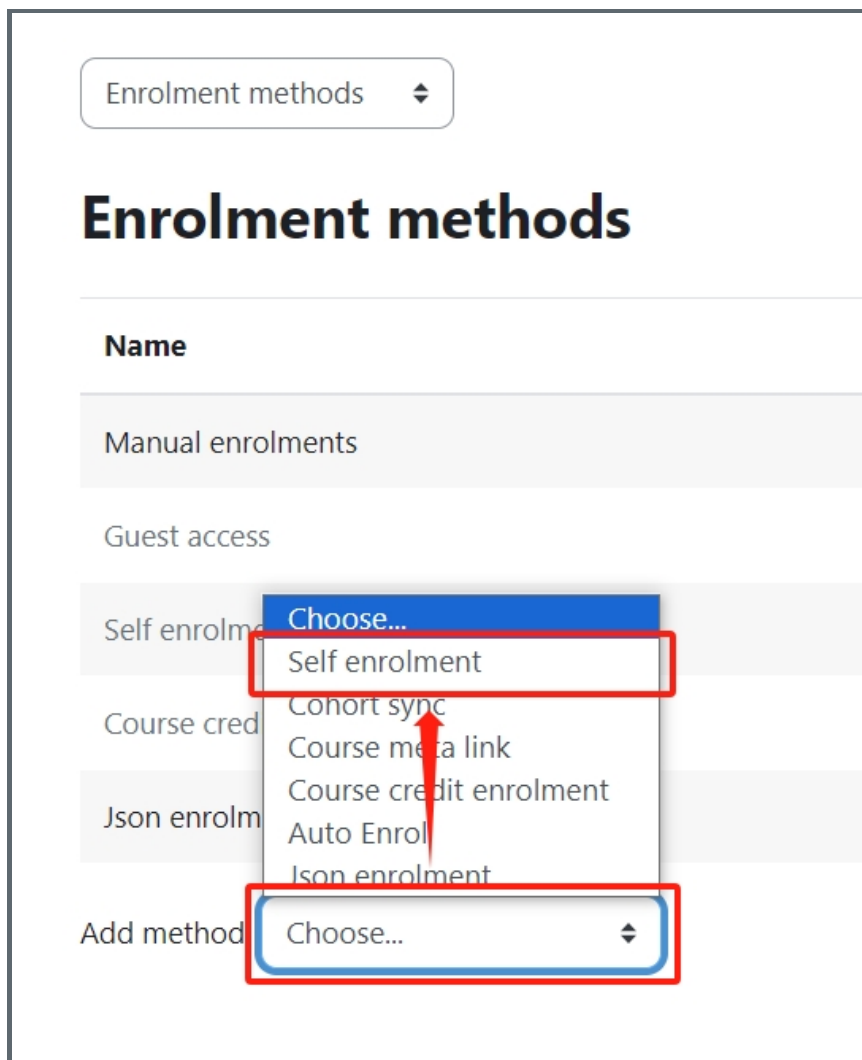 Enrolment methods
Enrolment methods
Name
Manual enrolments
Guest access
Self enrolme
Choose...
Self enrolment
Course cred
Cohort sync
Course meta link
Course credit enrolment
Json enrolm
Auto Enrol
Json enrolment
Add method
Choose...